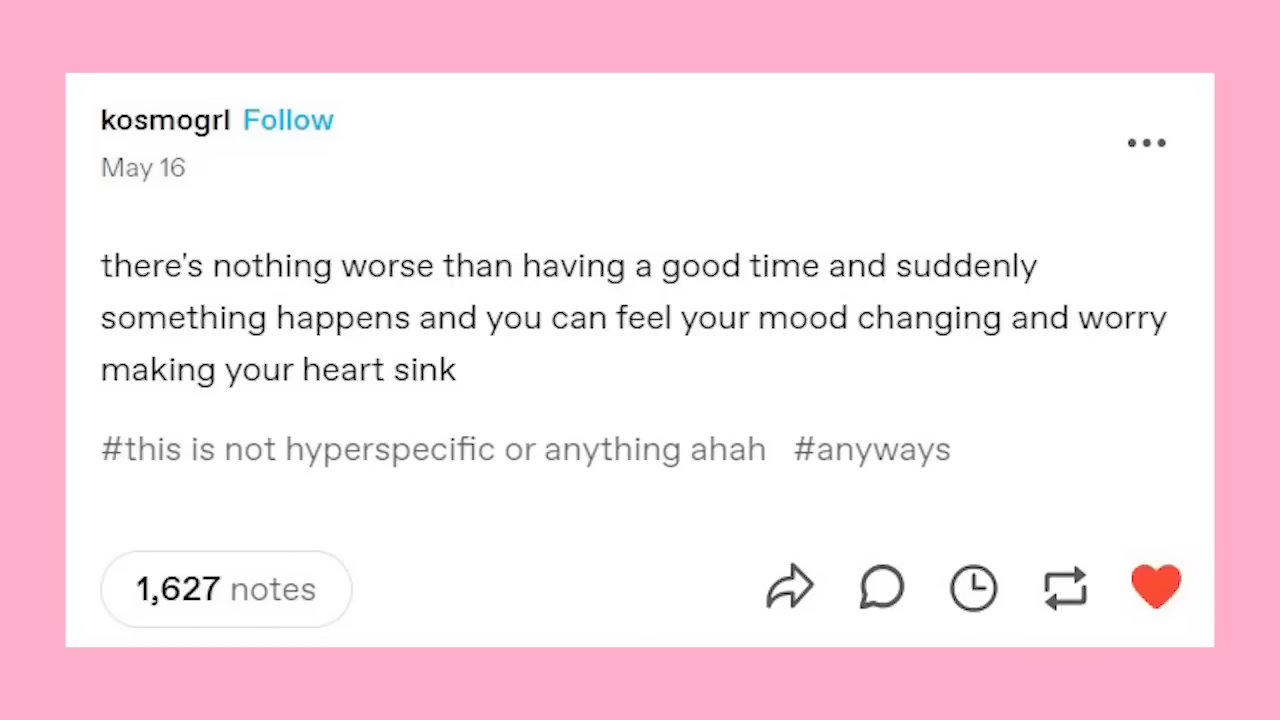 kosmogrl Follow
May 16
there's nothing worse than having a good time and suddenly
something happens and you can feel your mood changing and worry
making your heart sink
#this is not hyperspecific or anything ahah #anyways
1,627 notes